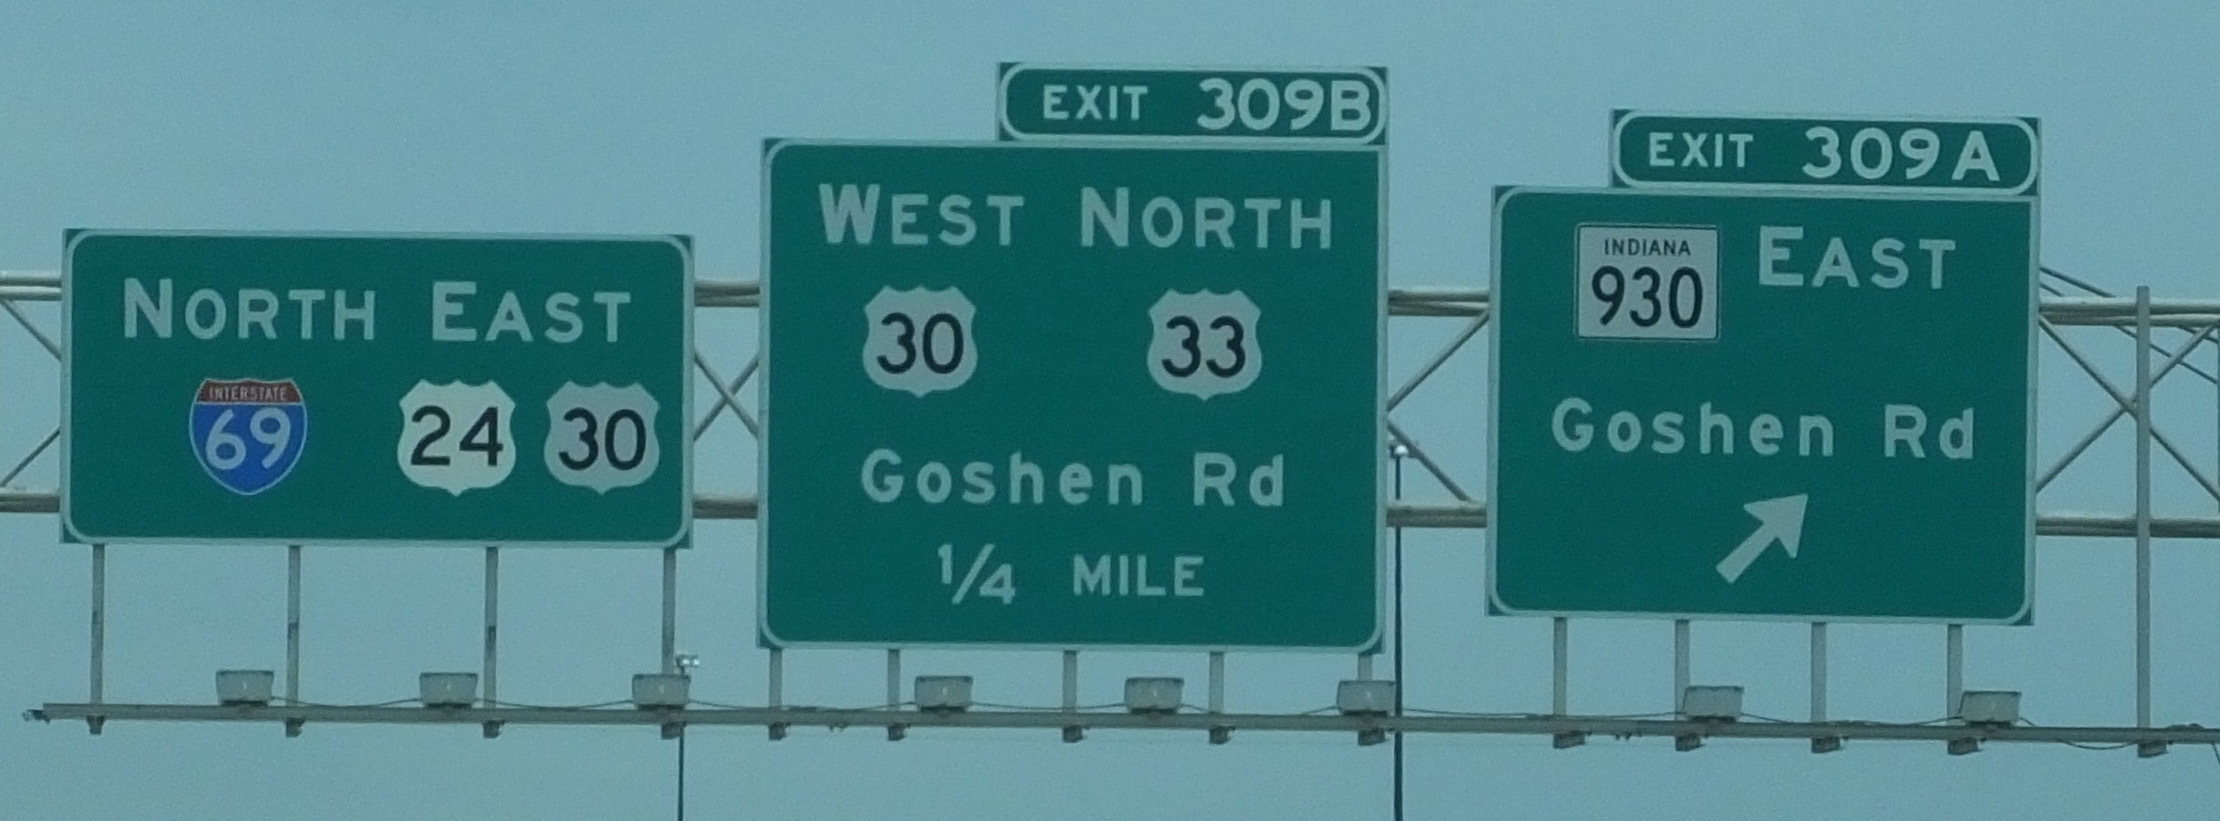 NORTH EAST
INTERSTATE
69 24 30
EXIT 309B
WEST NORTH
30 33
Goshen Rd
1/4 MILE
EXIT 309A
INDIANA
930 EAST
Goshen Rd